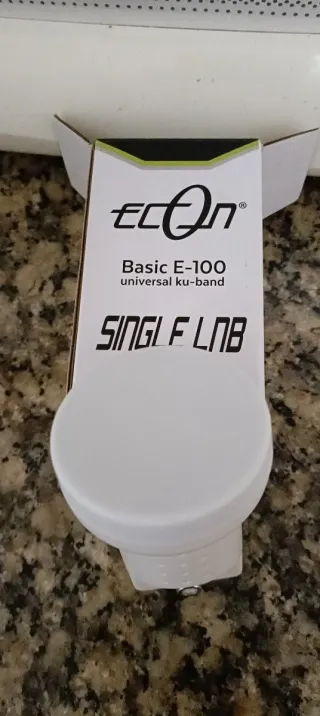 ECON®
Basic E-100
universal ku-band
SINGLE LNB